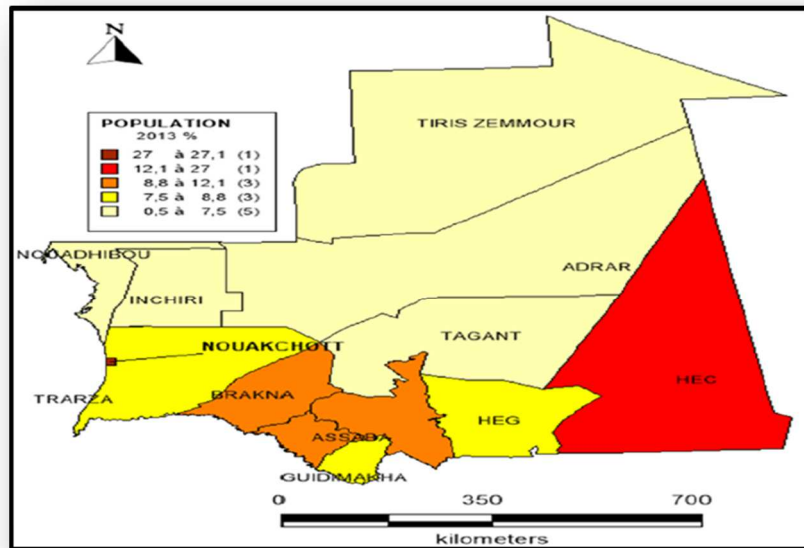 N
TIRIS ZEMMOUR
POPULATION
2013 %
27 à 27,1 (1)
12,1 à 27 (1)
8,8 à 12,1 (3)
7,5 à 8,8 (3)
0,5 à 7,5 (5)
NOUADHIBOU
ADRAR
INCHIRI
TAGANT
NOUAKCHOTT
HEC
BRAKNA
TRARZA
HEG
ASSABA
GUIDIMAKHA
0 350 700
kilometers